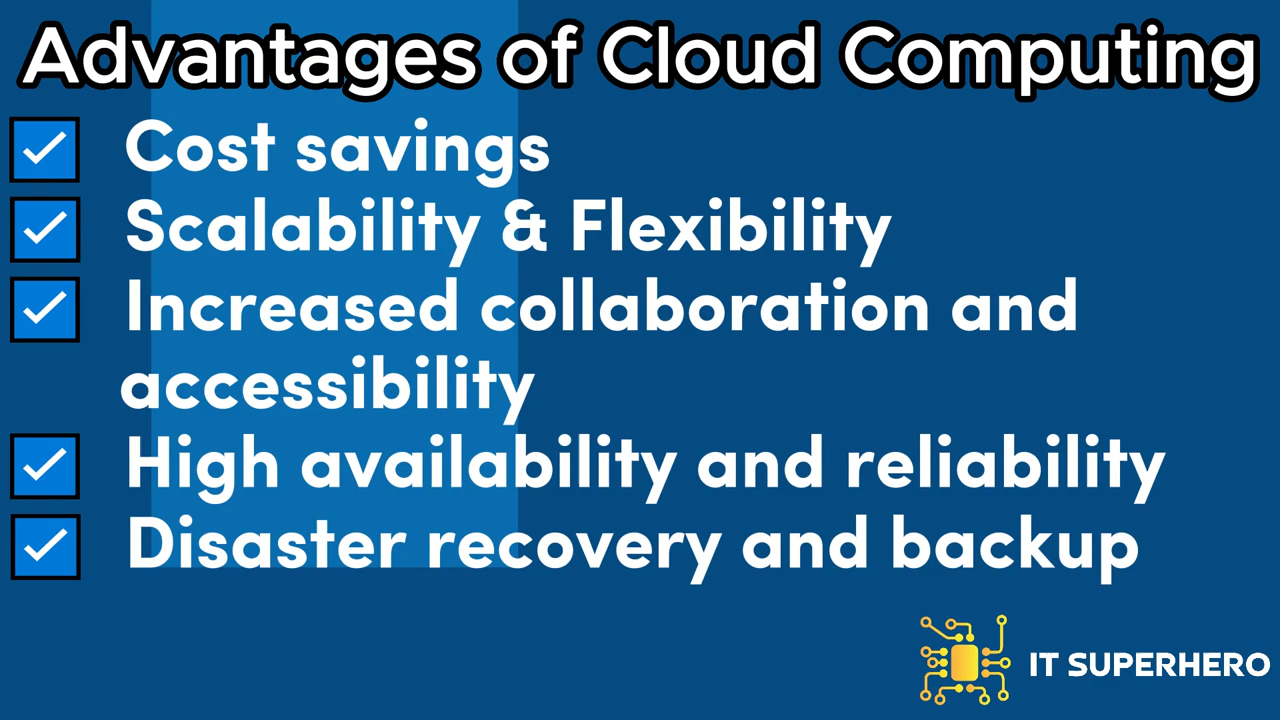 Advantages of Cloud Computing
Cost savings
Scalability & Flexibility
Increased collaboration and
accessibility
High availability and reliability
Disaster recovery and backup
IT SUPERHERO